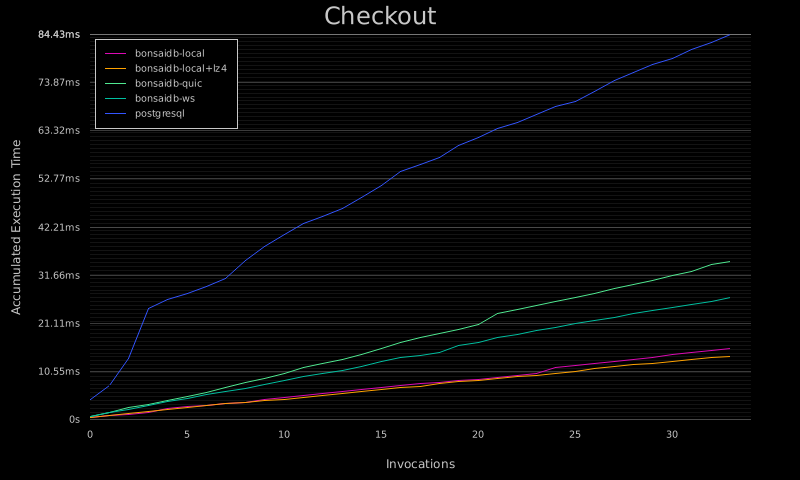 Checkout
84.43ms
73.87ms
63.32ms
52.77ms
42.21ms
31.66ms
21.11ms
10.55ms
0s
bonsaidb-local
bonsaidb-local+lz4
bonsaidb-quic
bonsaidb-ws
postgresql
Accumulated Execution Time
0 5 10 15 20 25 30
Invocations